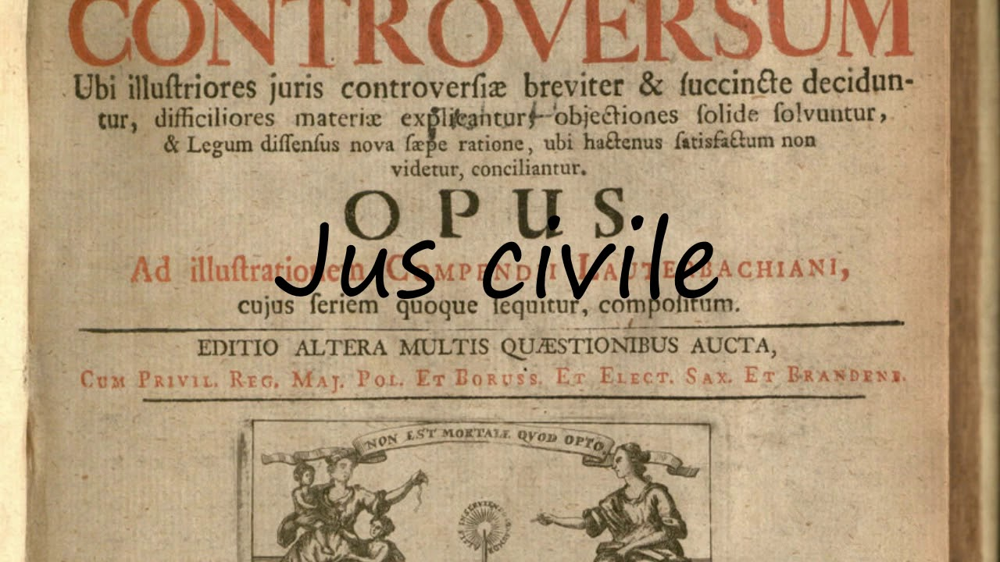 CONTROVERSUM
Ubi illuſtriores juris controverſiæ breviter & ſuccincte decidun-
tur, difficiliores materiæ explicantur, objectiones ſolide ſolvuntur,
& Legum diſſenſus nova ſæpe ratione, ubi hactenus ſatisfactum non
videtur, conciliantur.
OPUS
Jus civile
Ad illuſtrationem COMPENDII LAUTERBACHIANI,
cujus ſeriem quoque ſequitur, compoſitum.
EDITIO ALTERA MULTIS QUÆSTIONIBUS AUCTA,
CUM PRIVIL. REG. MAJ. POL. ET BORUSS. ET ELECT. SAX. ET BRANDENB.
NON EST MORTALE QVOD OPTO.